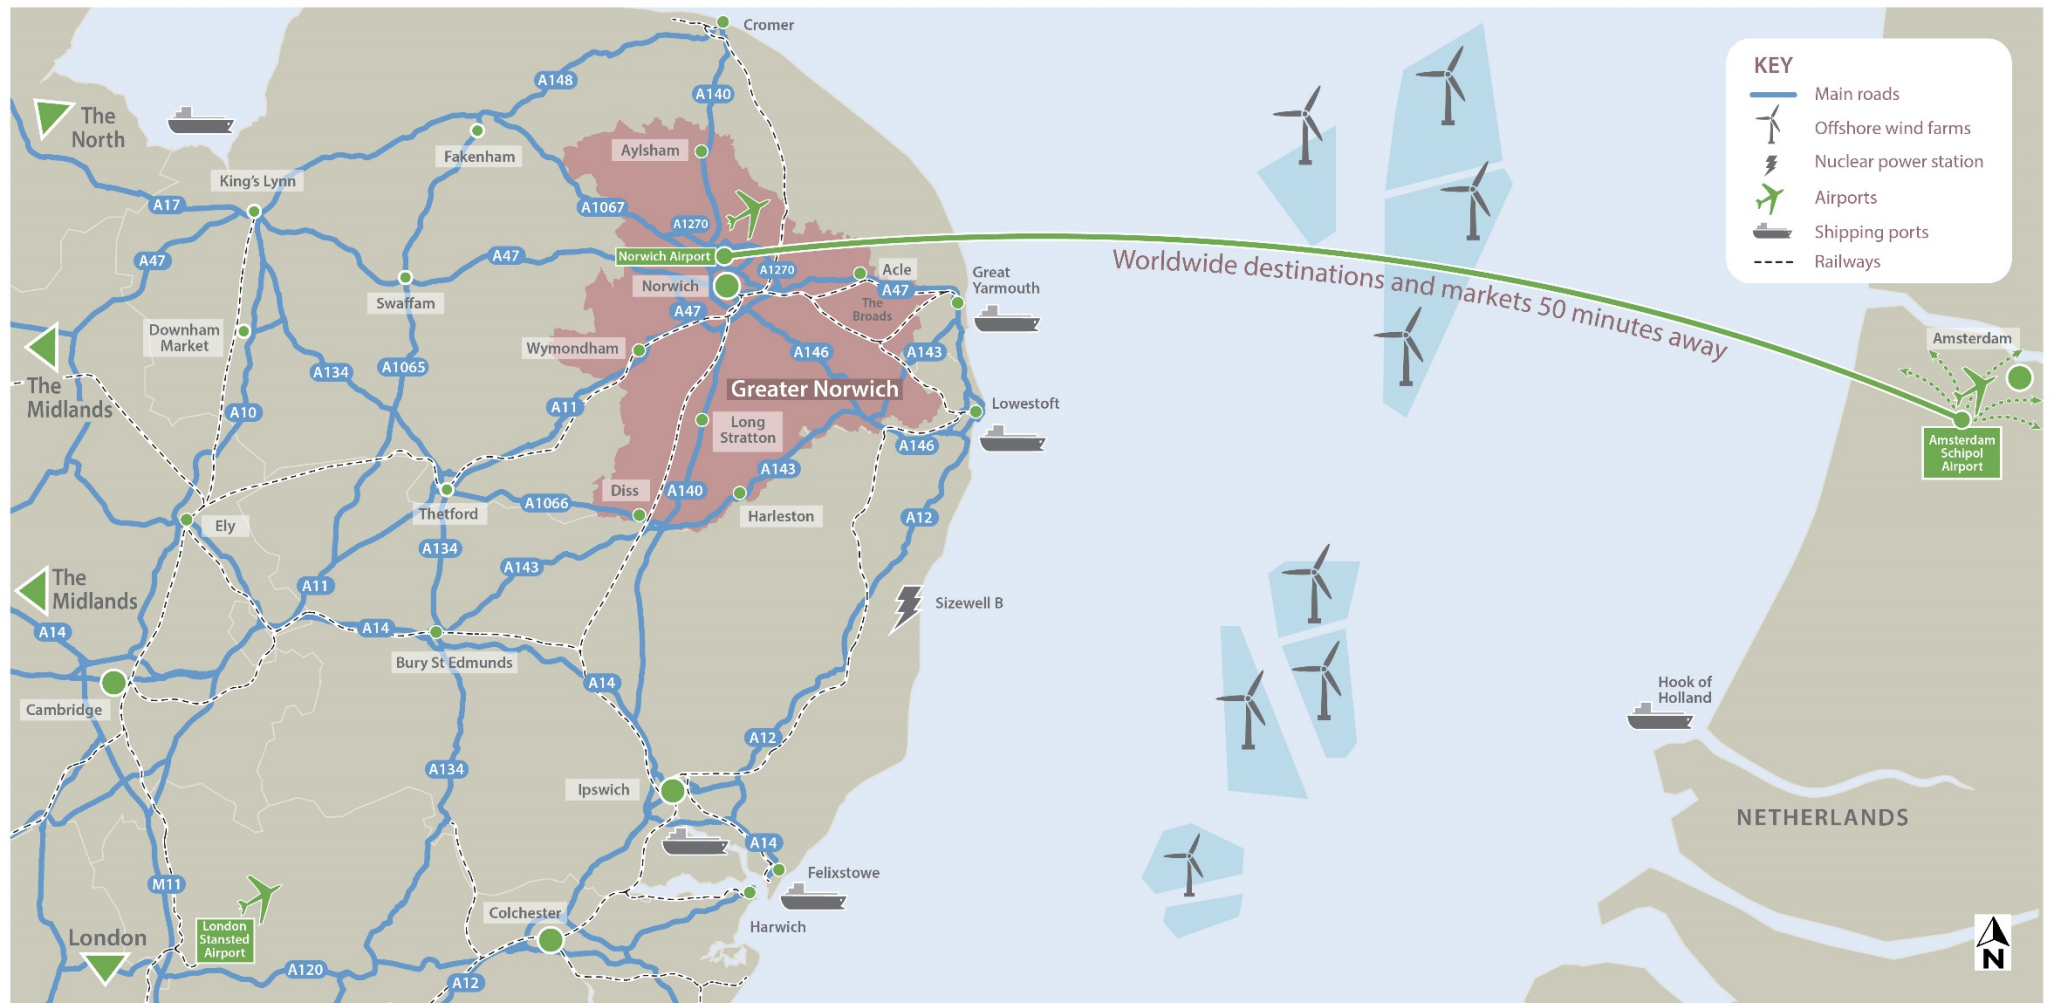 Cromer
KEY
Main roads
Offshore wind farms
Nuclear power station
Airports
Shipping ports
Railways
A148
A140
The
North
Fakenham
Aylsham
King's Lynn
A17
A1067
A1270
A47
A47
Norwich Airport
A1270
Acle
Great
Yarmouth
Worldwide destinations and markets 50 minutes away
Swaffam
Norwich
A47
The
Broads
A47
Downham
Market
Wymondham
A146
A143
Amsterdam
The
Midlands
A134
A1065
Greater Norwich
A10
A11
Long
Stratton
Lowestoft
A146
Amsterdam
Schipol
Airport
A143
Diss
A140
Thetford
A1066
Harleston
A12
Ely
A134
A143
The
Midlands
A11
Sizewell B
A14
A14
Bury St Edmunds
A14
Cambridge
Hook of
Holland
A12
A134
Ipswich
NETHERLANDS
A14
Felixstowe
M11
Colchester
Harwich
London
London
Stansted
Airport
A120
A12
N